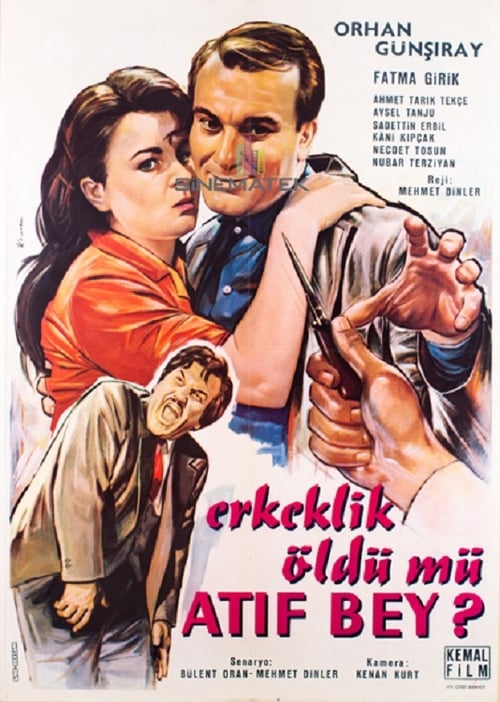 ORHAN
GÜNŞIRAY
FATMA GİRİK
AHMET TARIK TEKÇE
AYSEL TANJU
SADETTİN ERBİL
KÂNİ KIPÇAK
NECDET TOSUN
NUBAR TERZİYAN
Reji:
MEHMET DİNLER
SİNEMATEK
erkeklik
öldü mü
ATIF BEY?
Senaryo:
BÜLENT ORAN-MEHMET DİNLER
Kamera:
KENAN KURT
KEMAL
FİLM